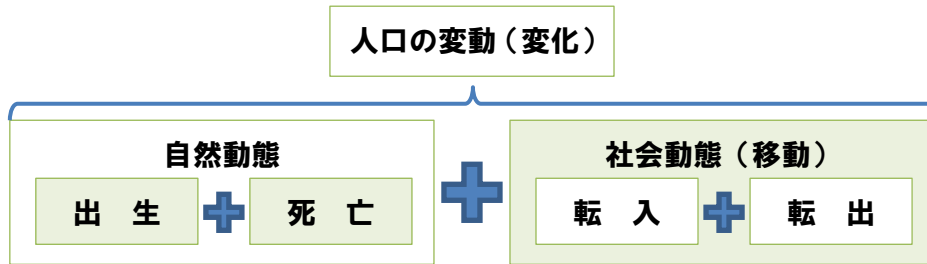 人口の変動（変化）
自然動態
出 生
死 亡
社会動態（移動）
転 入
転 出